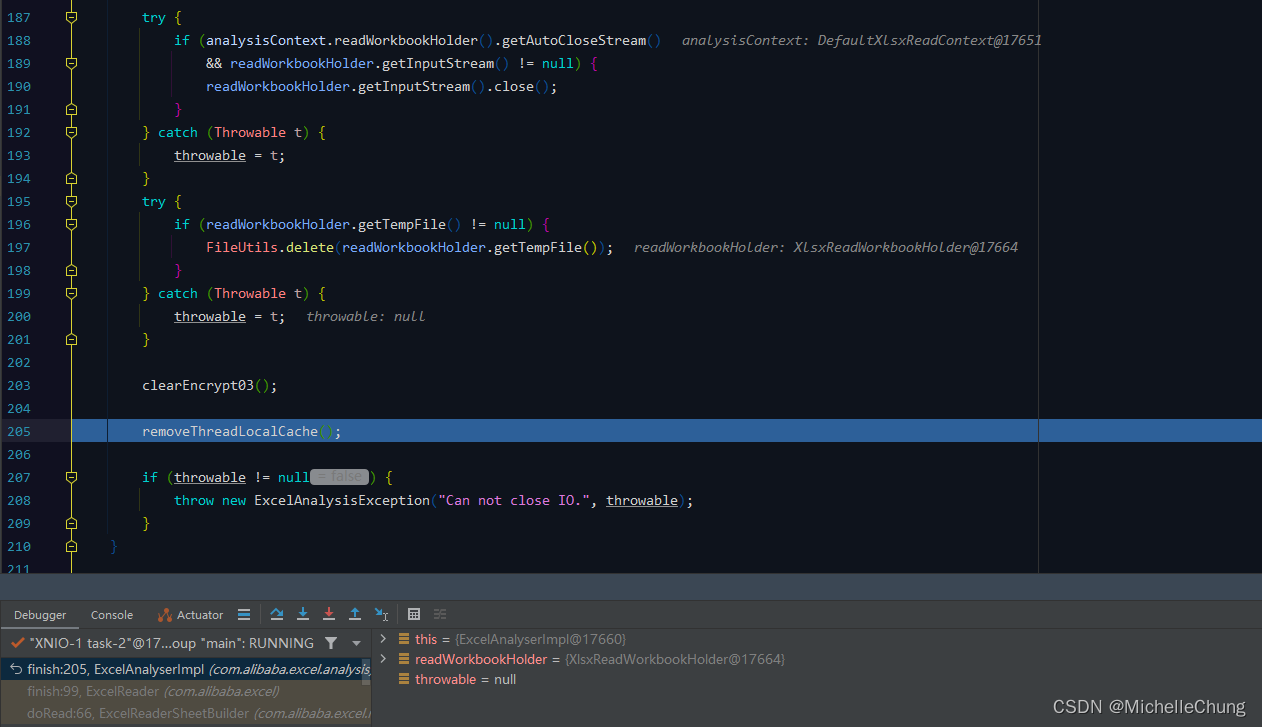 187 try {
188 if (analysisContext.readWorkbookHolder().getAutoCloseStream() analysisContext: DefaultXlsxReadContext@17651
189 && readWorkbookHolder.getInputStream() != null) {
190 readWorkbookHolder.getInputStream().close();
191 }
192 } catch (Throwable t) {
193 throwable = t;
194 }
195 try {
196 if (readWorkbookHolder.getTempFile() != null) {
197 FileUtils.delete(readWorkbookHolder.getTempFile()); readWorkbookHolder: XlsxReadWorkbookHolder@17664
198 }
199 } catch (Throwable t) {
200 throwable = t; throwable: null
201 }
202
203 clearEncrypt03();
204
205 removeThreadLocalCache();
206
207 if (throwable != null = false ) {
208 throw new ExcelAnalysisException("Can not close IO.", throwable);
209 }
210 }
211
Debugger Console Actuator
"XNIO-1 task-2"@17...oup "main": RUNNING
finish:205, ExcelAnalyserImpl (com.alibaba.excel.analysis
finish:99, ExcelReader (com.alibaba.excel)
doRead:66, ExcelReaderSheetBuilder (com.alibaba.excel.r
this = {ExcelAnalyserImpl@17660}
readWorkbookHolder = {XlsxReadWorkbookHolder@17664}
throwable = null
CSDN @MichelleChung